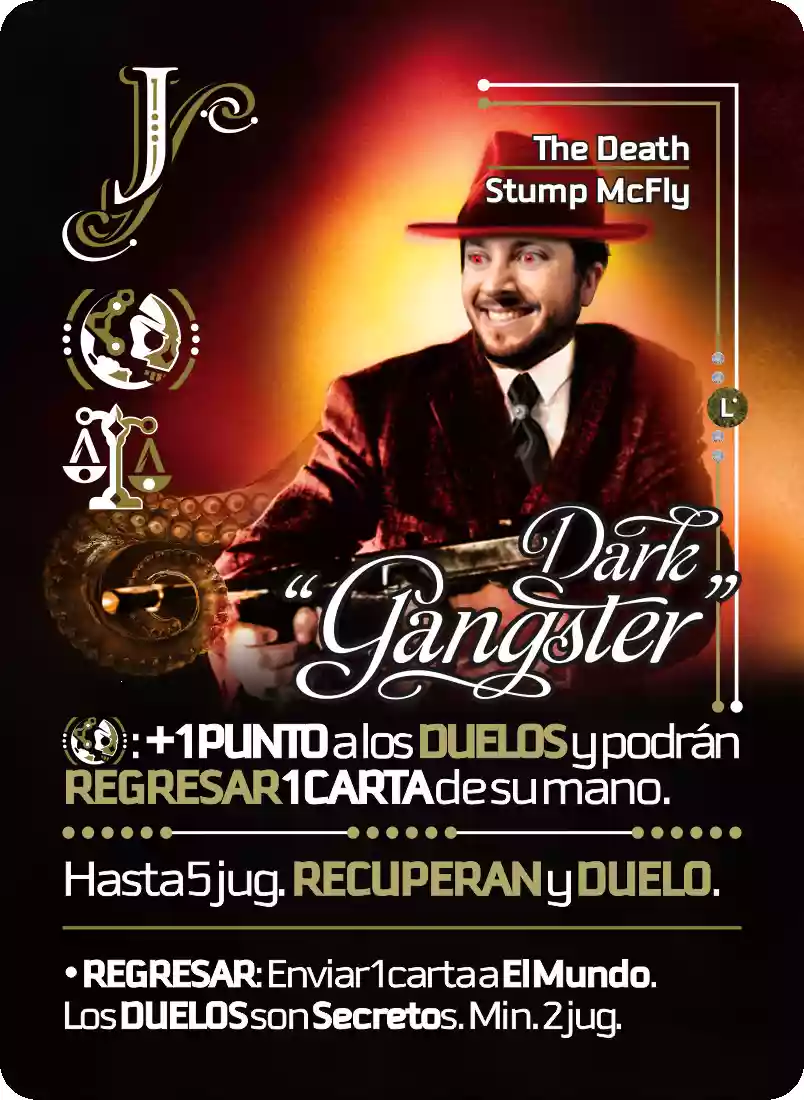 J
The Death
Stump McFly
L
Dark
“Gangster”
: +1 PUNTO a los DUELOS y podrán
REGRESAR 1 CARTA de su mano.
Hasta 5 jug. RECUPERAN y DUELO.
• REGRESAR: Enviar 1 carta a El Mundo.
Los DUELOS son Secretos. Min. 2 jug.